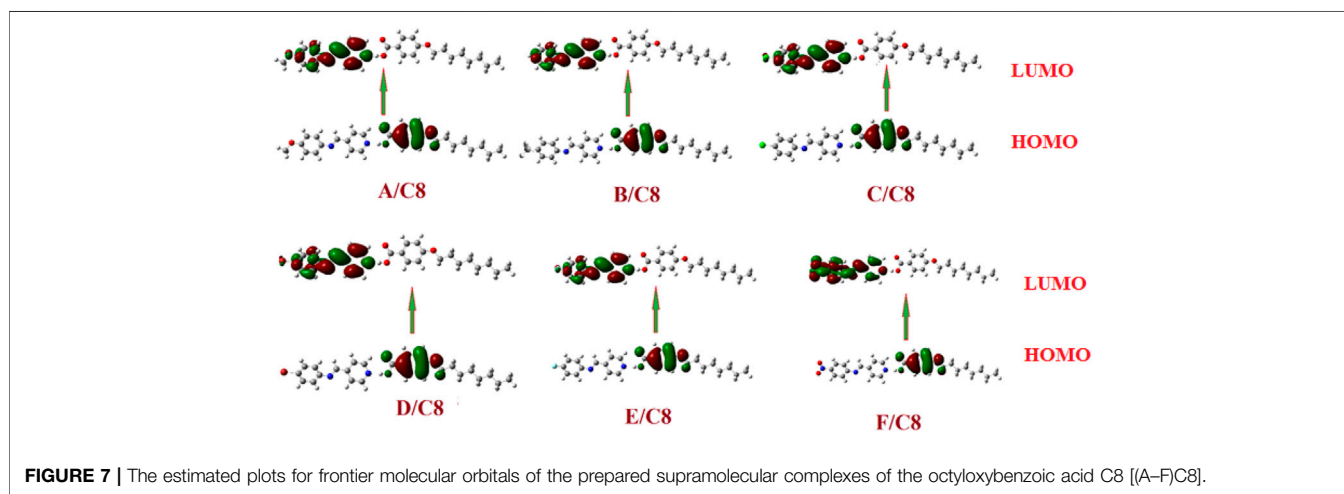 LUMO
HOMO
A/C8
B/C8
C/C8
LUMO
HOMO
D/C8
E/C8
F/C8
FIGURE 7 | The estimated plots for frontier molecular orbitals of the prepared supramolecular complexes of the octyloxybenzoic acid C8 [(A–F)C8].